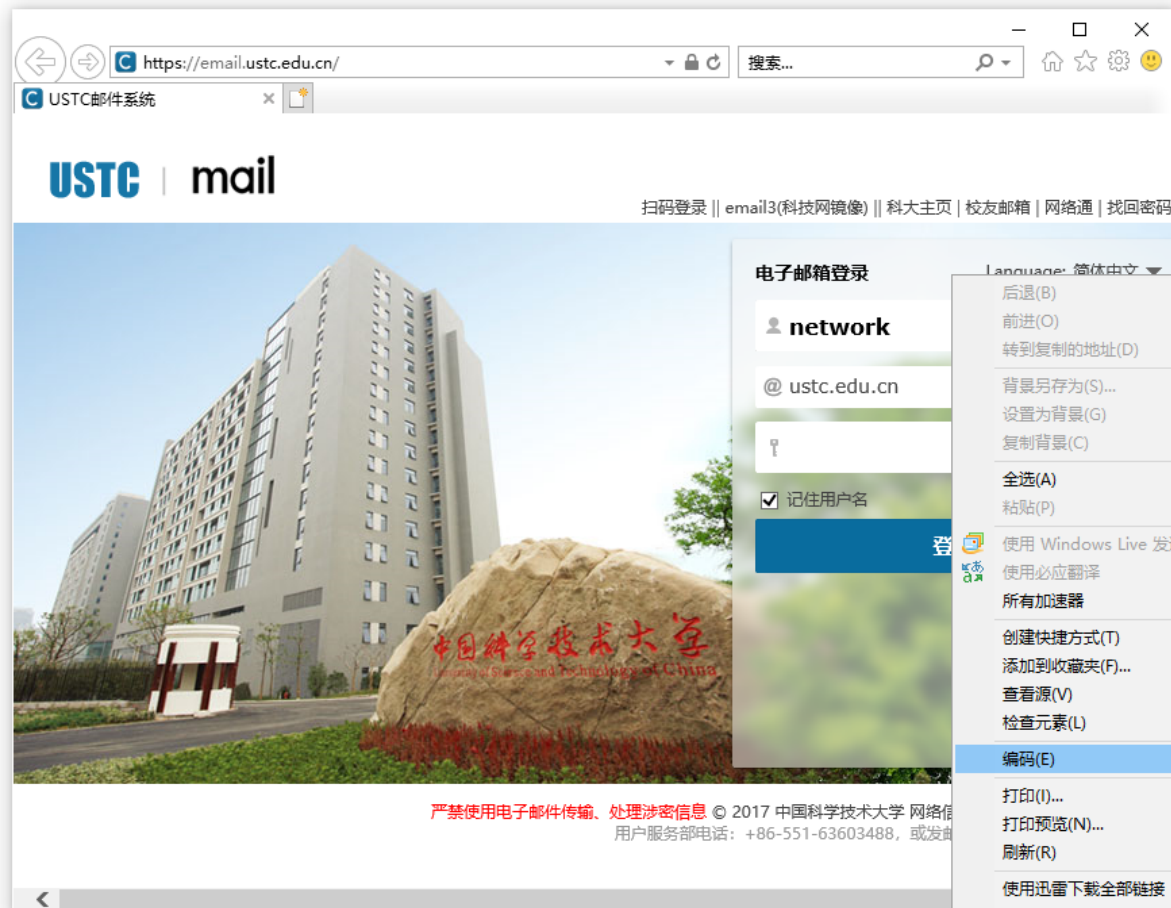 https://email.ustc.edu.cn/
搜索...
USTC邮件系统
USTC | mail
扫码登录 || email3(科技网镜像) || 科大主页 | 校友邮箱 | 网络通 | 找回密码
电子邮箱登录
Language: 简体中文
network
@ ustc.edu.cn
记住用户名
登
中国科学技术大学
University of Science and Technology of China
后退(B)
前进(O)
转到复制的地址(D)
背景另存为(S)...
设置为背景(G)
复制背景(C)
全选(A)
粘贴(P)
使用 Windows Live 发
使用必应翻译
所有加速器
创建快捷方式(T)
添加到收藏夹(F)...
查看源(V)
检查元素(L)
编码(E)
打印(I)...
打印预览(N)...
刷新(R)
使用迅雷下载全部链接
严禁使用电子邮件传输、处理涉密信息 © 2017 中国科学技术大学 网络信
用户服务部电话：+86-551-63603488，或发邮